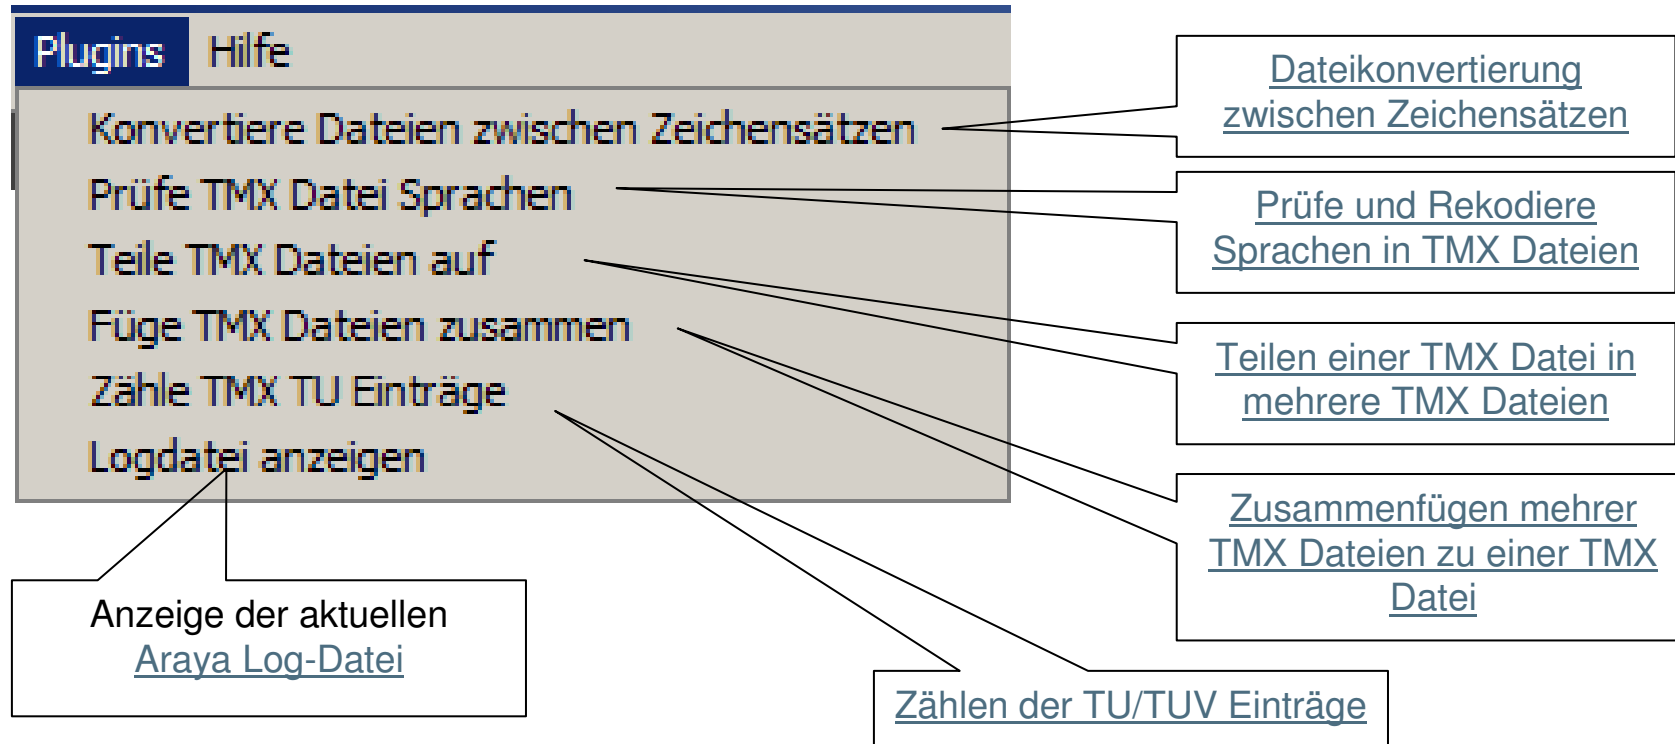 Plugins Hilfe
Konvertiere Dateien zwischen Zeichensätzen
Prüfe TMX Datei Sprachen
Teile TMX Dateien auf
Füge TMX Dateien zusammen
Zähle TMX TU Einträge
Logdatei anzeigen
Dateikonvertierung
zwischen Zeichensätzen
Prüfe und Rekodiere
Sprachen in TMX Dateien
Teilen einer TMX Datei in
mehrere TMX Dateien
Zusammenfügen mehrer
TMX Dateien zu einer TMX
Datei
Anzeige der aktuellen
Araya Log-Datei
Zählen der TU/TUV Einträge